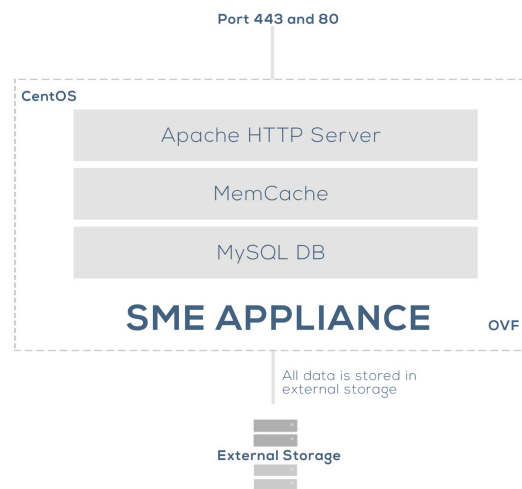 Port 443 and 80
CentOS
Apache HTTP Server
MemCache
MySQL DB
SME APPLIANCE
OVF
All data is stored in
external storage
External Storage